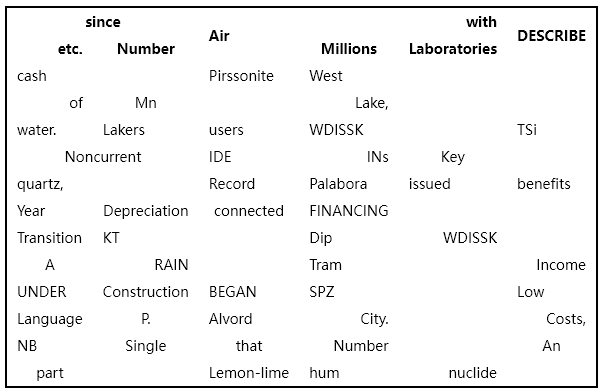 since with
Air DESCRIBE
etc. Number Millions Laboratories
cash Pirssonite West
of Mn Lake,
water. Lakers users WDISSK TSi
Noncurrent IDE INs Key
quartz, Record Palabora issued benefits
Year Depreciation connected FINANCING
Transition KT Dip WDISSK
A RAIN Tram Income
UNDER Construction BEGAN SPZ Low
Language P. Alvord City. Costs,
NB Single that Number An
part Lemon-lime hum nuclide